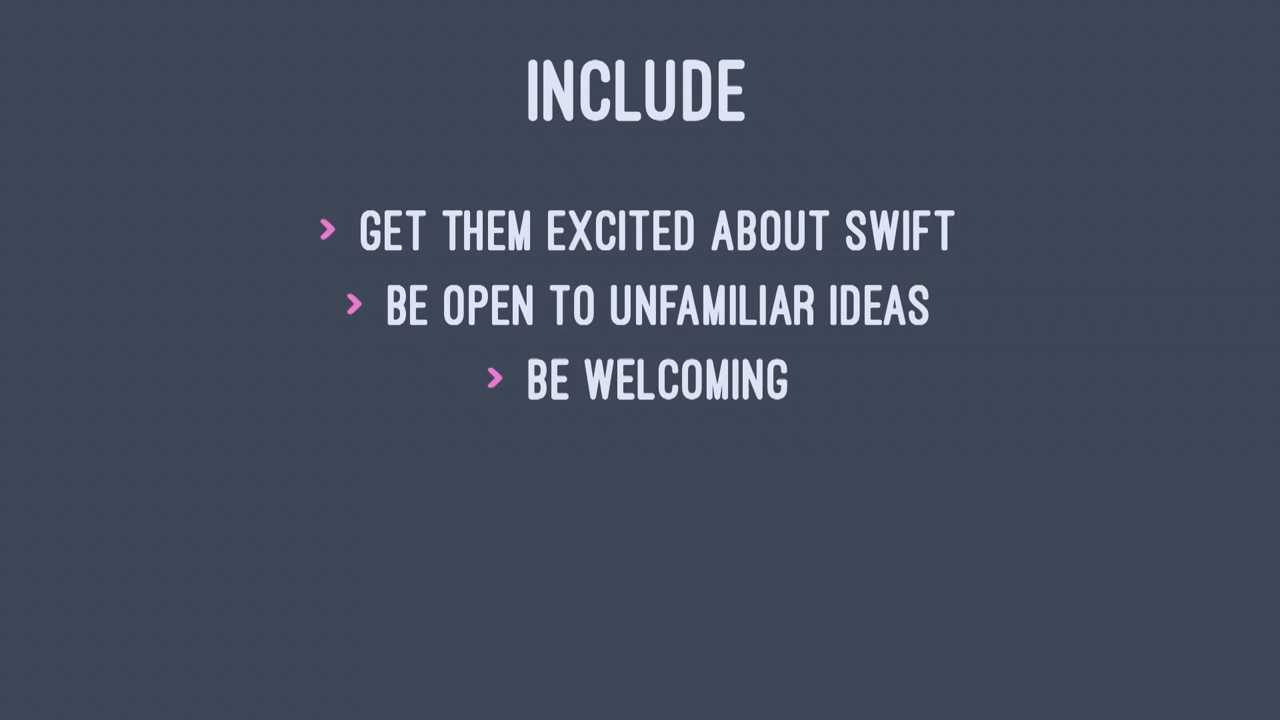 INCLUDE
> GET THEM EXCITED ABOUT SWIFT
> BE OPEN TO UNFAMILIAR IDEAS
> BE WELCOMING